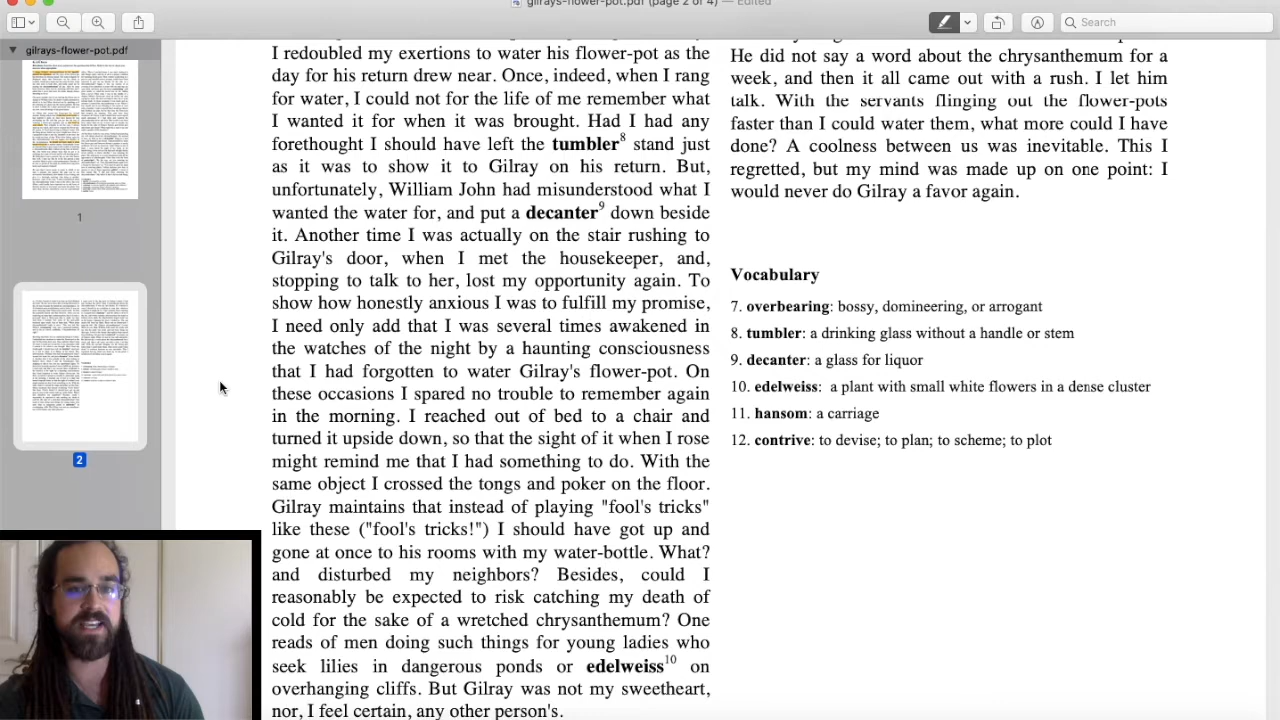 gilrays-flower-pot.pdf (page 2 of 4) — Edited
Search
gilrays-flower-pot.pdf
1
2
I redoubled my exertions to water his flower-pot as the
day for his return drew near. Once, indeed, when I rang
for water, I could not for the life of me remember what
I wanted it for when it was brought. Had I had any
foresight I should have left the tumbler8 stand just
as it was to show it to Gilray on his return. But,
unfortunately, William John had misunderstood what I
wanted the water for, and put a decanter9 down beside
it. Another time I was actually on the stair rushing to
Gilray's door, when I met the housekeeper, and,
stopping to talk to her, lost my opportunity again. To
show how honestly anxious I was to fulfill my promise,
I need only add that I was several times awakened in
the watches of the night by a haunting consciousness
that I had forgotten to water Gilray's flower-pot. On
these occasions I spared no trouble to remember again
in the morning. I reached out of bed to a chair and
turned it upside down, so that the sight of it when I rose
might remind me that I had something to do. With the
same object I crossed the tongs and poker on the floor.
Gilray maintains that instead of playing "fool's tricks"
like these ("fool's tricks!") I should have got up and
gone at once to his rooms with my water-bottle. What?
and disturbed my neighbors? Besides, could I
reasonably be expected to risk catching my death of
cold for the sake of a wretched chrysanthemum? One
reads of men doing such things for young ladies who
seek lilies in dangerous ponds or edelweiss10 on
overhanging cliffs. But Gilray was not my sweetheart,
nor, I feel certain, any other person's.
He did not say a word about the chrysanthemum for a
week, and then it all came out with a rush. I let him
talk. With the servants flinging out the flower-pots
faster than I could water them, what more could I have
done? A coolness between us was inevitable. This I
regretted, but my mind was made up on one point: I
would never do Gilray a favor again.
Vocabulary
7. overbearing: bossy, domineering, or arrogant
8. tumbler: a drinking glass without a handle or stem
9. decanter: a glass for liquor
10. edelweiss: a plant with small white flowers in a dense cluster
11. hansom: a carriage
12. contrive: to devise; to plan; to scheme; to plot